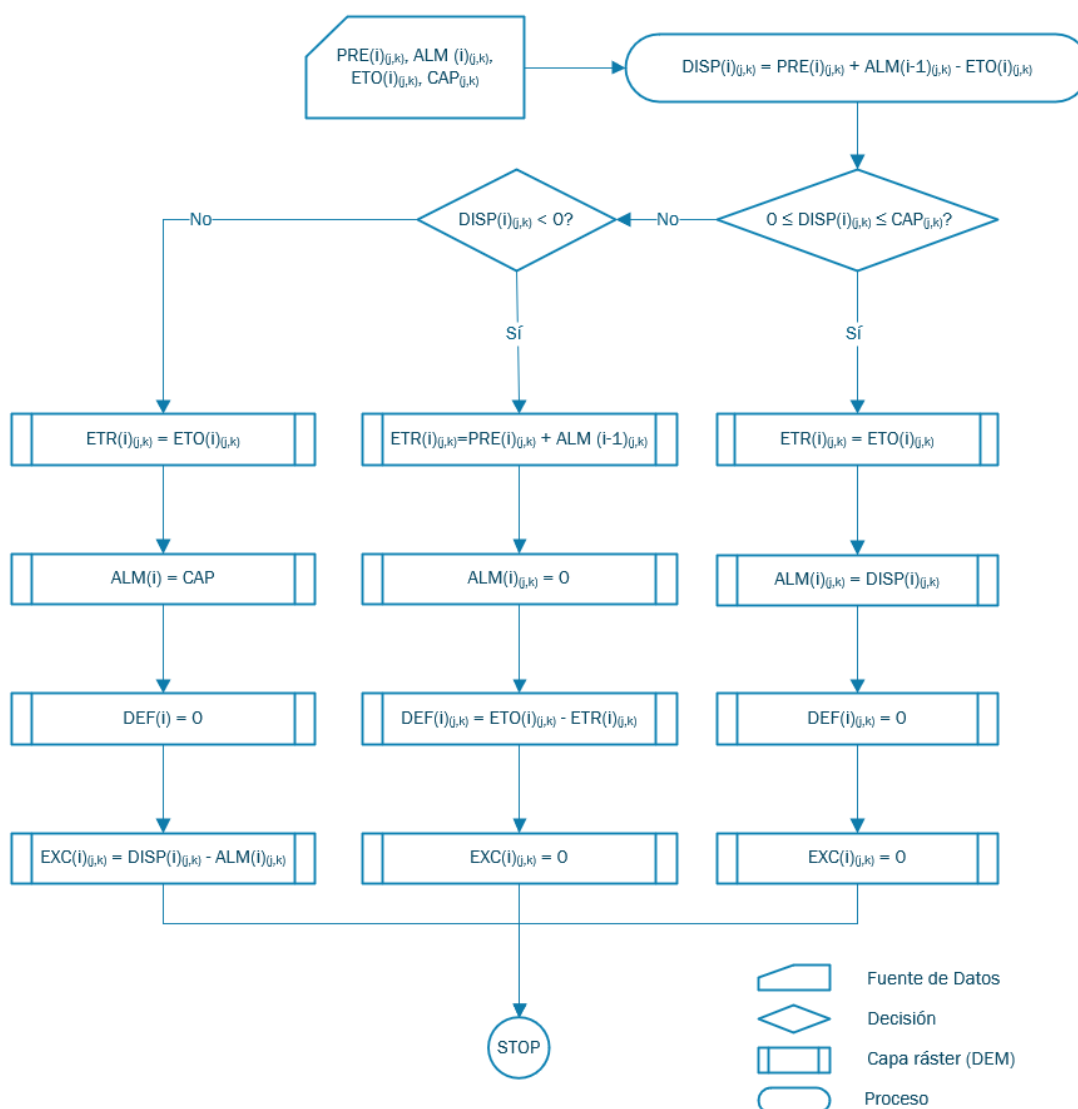 PRE(i)(j,k), ALM (i)(j,k),
ETO(i)(j,k), CAP(j,k)
DISP(i)(j,k) = PRE(i)(j,k) + ALM(i-1)(j,k) - ETO(i)(j,k)
No
DISP(i)(j,k) < 0?
No
0 ≤ DISP(i)(j,k) ≤ CAP(j,k)?
Sí
Sí
ETR(i)(j,k) = ETO(i)(j,k)
ETR(i)(j,k)=PRE(i)(j,k) + ALM (i-1)(j,k)
ETR(i)(j,k) = ETO(i)(j,k)
ALM(i) = CAP
ALM(i)(j,k) = 0
ALM(i)(j,k) = DISP(i)(j,k)
DEF(i) = 0
DEF(i)(j,k) = ETO(i)(j,k) - ETR(i)(j,k)
DEF(i)(j,k) = 0
EXC(i)(j,k) = DISP(i)(j,k) - ALM(i)(j,k)
EXC(i)(j,k) = 0
EXC(i)(j,k) = 0
STOP
Fuente de Datos
Decisión
Capa ráster (DEM)
Proceso